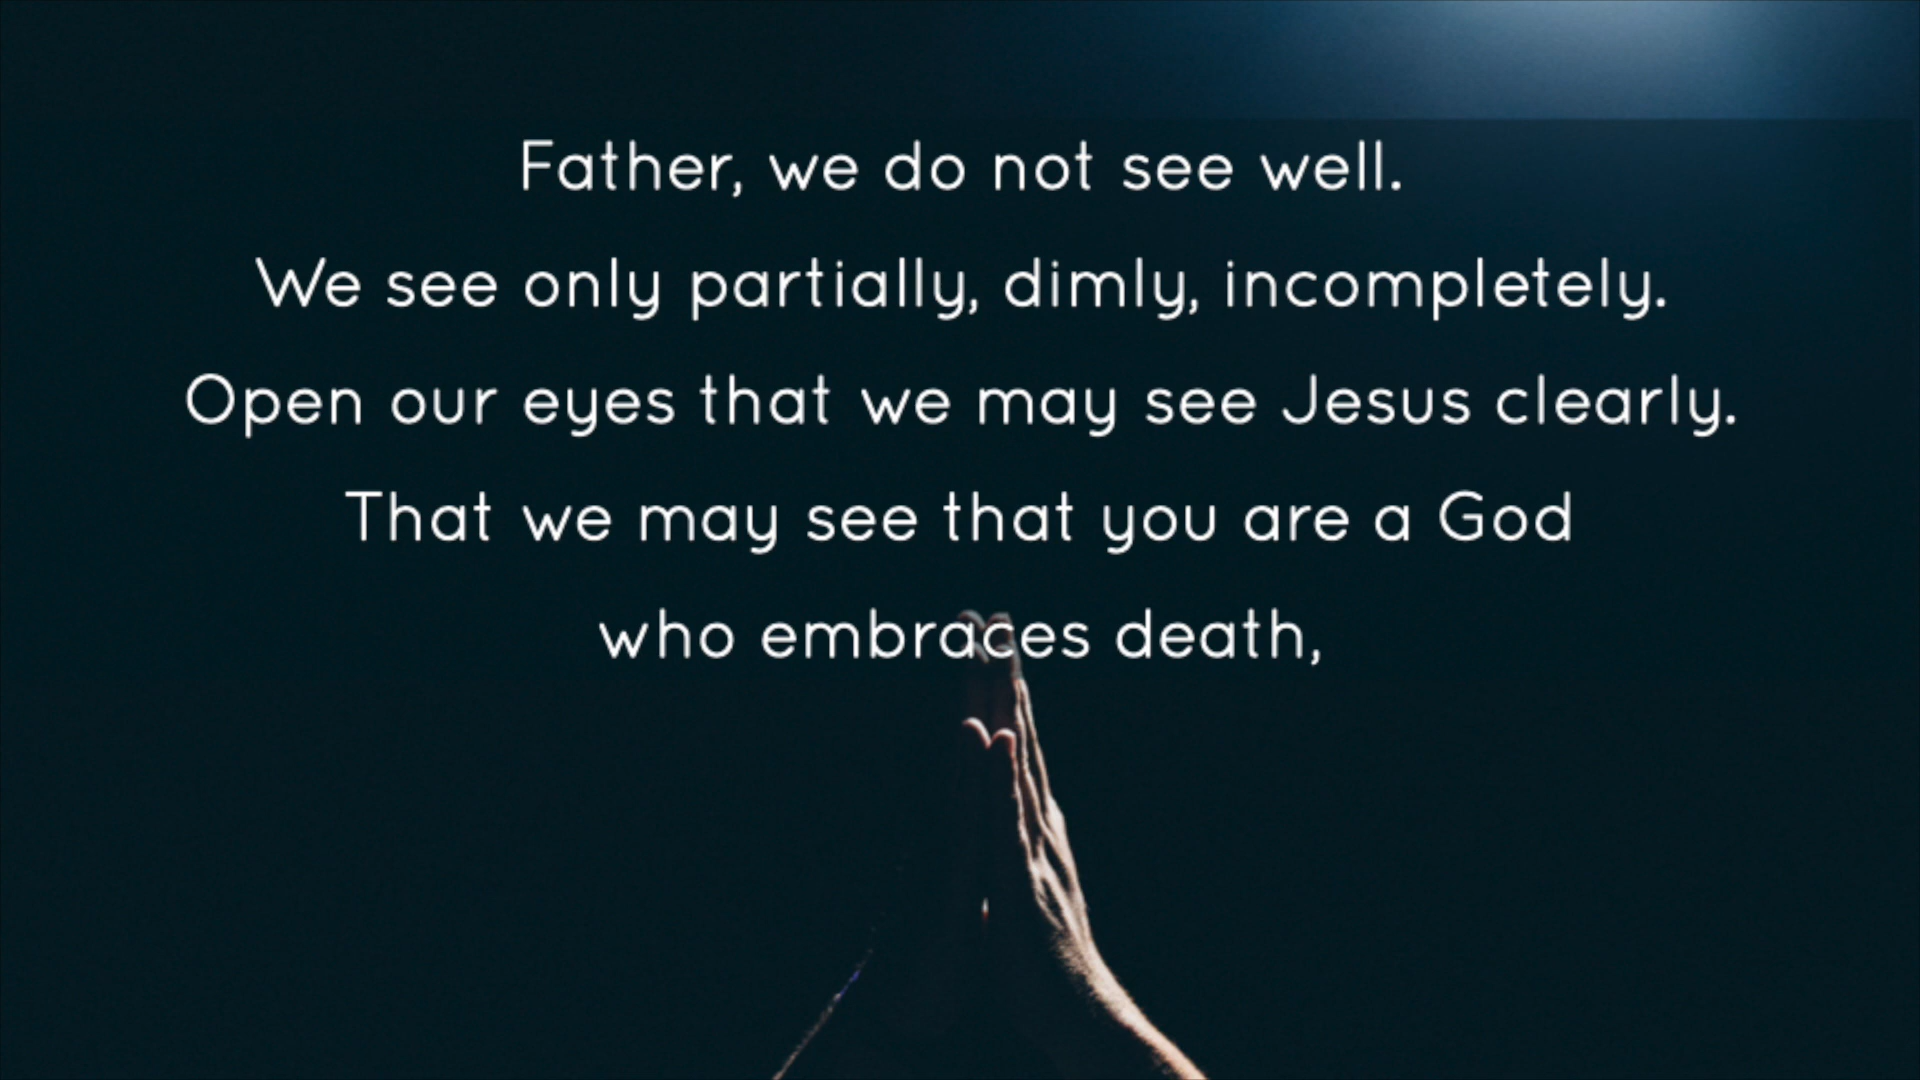 Father, we do not see well.
We see only partially, dimly, incompletely.
Open our eyes that we may see Jesus clearly.
That we may see that you are a God
who embraces death,